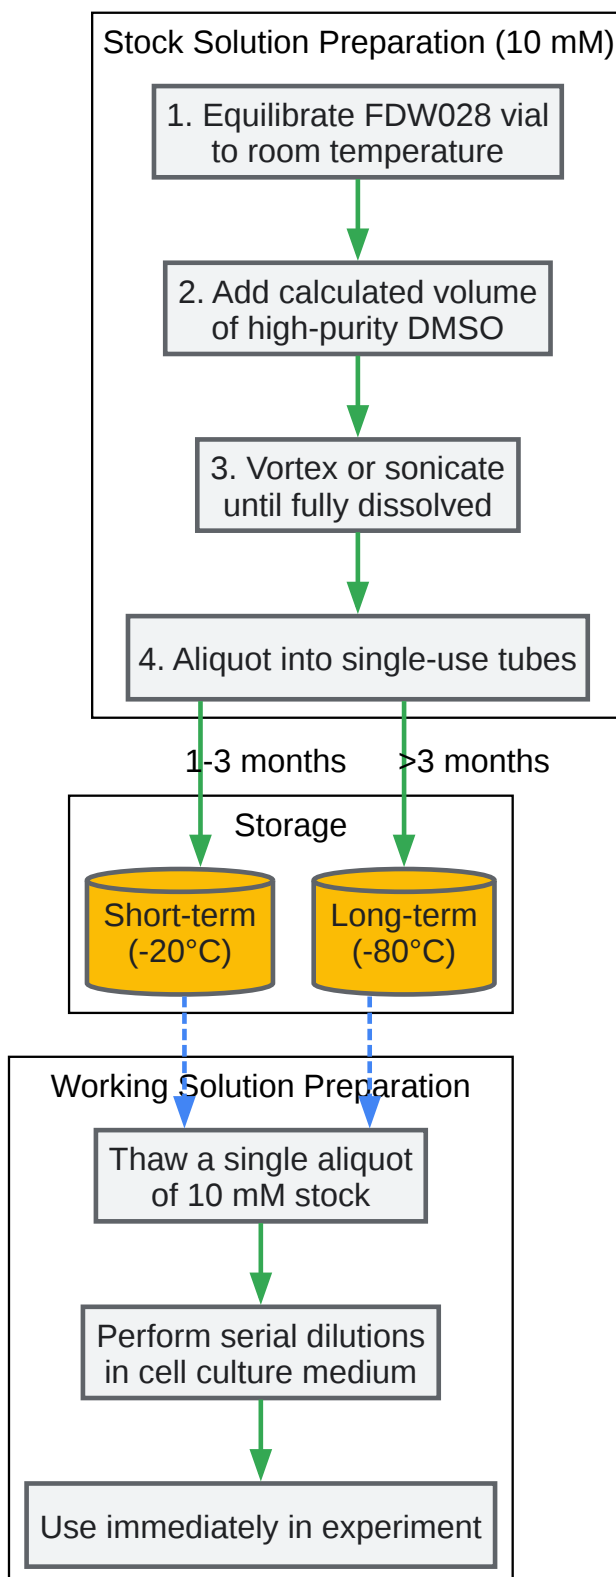 Stock Solution Preparation (10 mM)
1. Equilibrate FDW028 vial
to room temperature
2. Add calculated volume
of high-purity DMSO
3. Vortex or sonicate
until fully dissolved
4. Aliquot into single-use tubes
1-3 months
>3 months
Storage
Short-term
(-20°C)
Long-term
(-80°C)
Working Solution Preparation
Thaw a single aliquot
of 10 mM stock
Perform serial dilutions
in cell culture medium
Use immediately in experiment